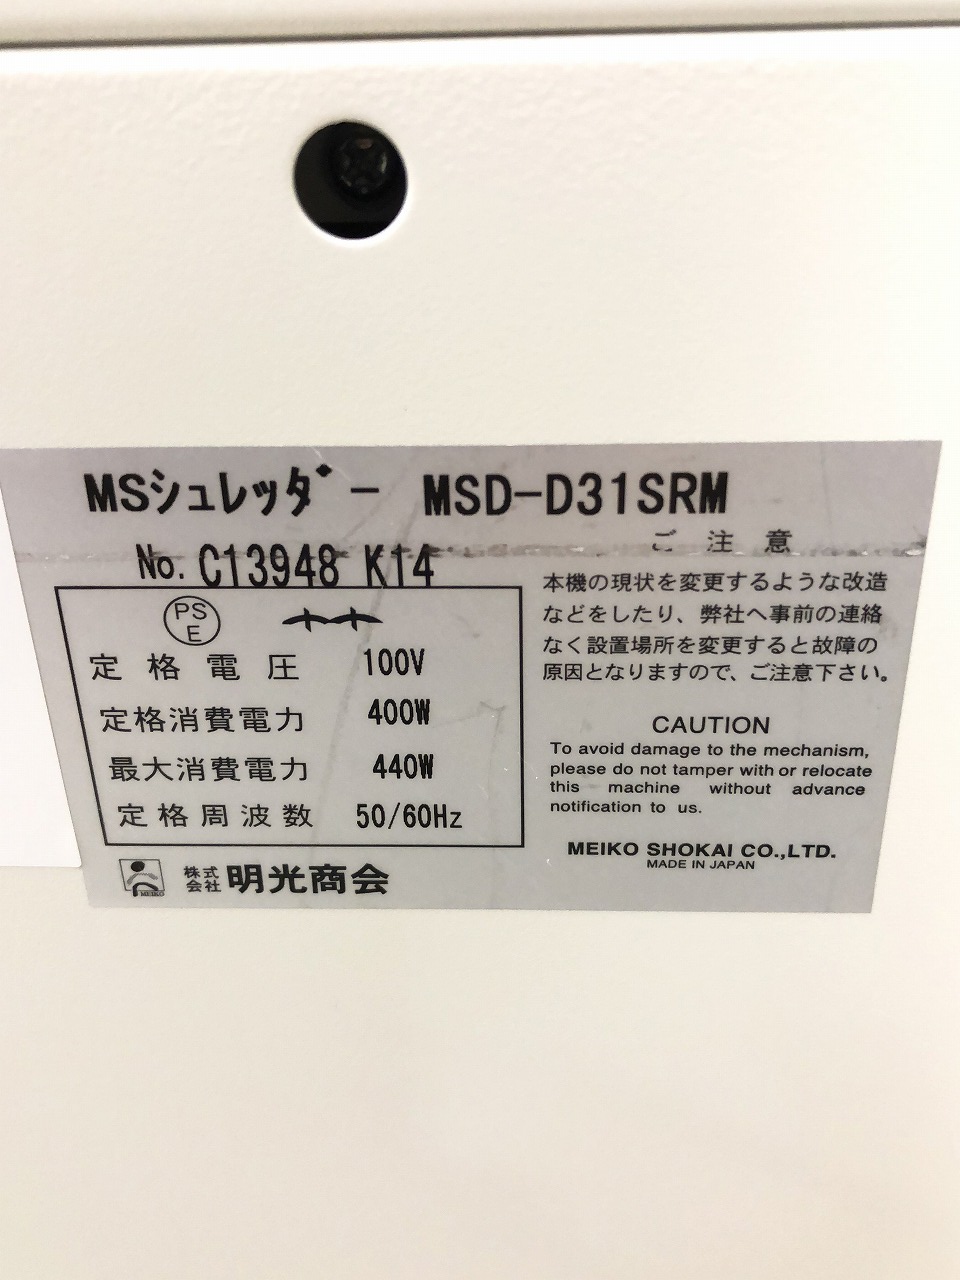 MSシュレッダー MSD-D31SRM
No. C13948 K14
PS
E
定格電圧 100V
定格消費電力 400W
最大消費電力 440W
定格周波数 50/60Hz
MEIKO
株式会社 明光商会
ご注意
本機の現状を変更するような改造
などをしたり、弊社へ事前の連絡
なく設置場所を変更すると故障の
原因となりますので、ご注意下さい。
CAUTION
To avoid damage to the mechanism,
please do not tamper with or relocate
this machine without advance
notification to us.
MEIKO SHOKAI CO.,LTD.
MADE IN JAPAN